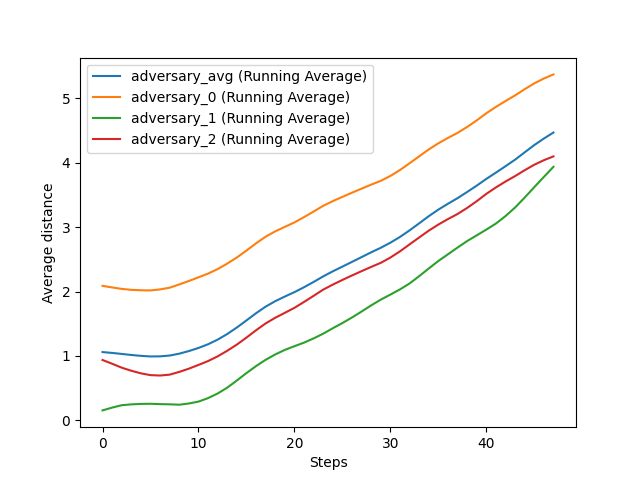 adversary_avg (Running Average)
adversary_0 (Running Average)
adversary_1 (Running Average)
adversary_2 (Running Average)
Average distance
5
4
3
2
1
0
0 10 20 30 40
Steps